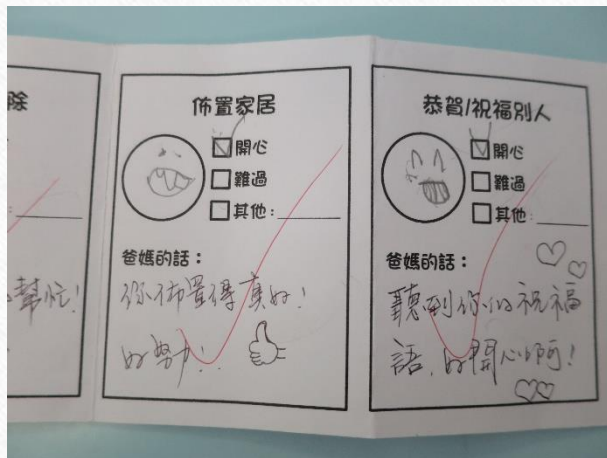 除
幫忙!
佈置家居
開心
難過
其他:
爸媽的話:
你佈置得真好!
好努力!
恭賀/祝福別人
開心
難過
其他:
爸媽的話:
聽到你的祝福
語,好開心啊!